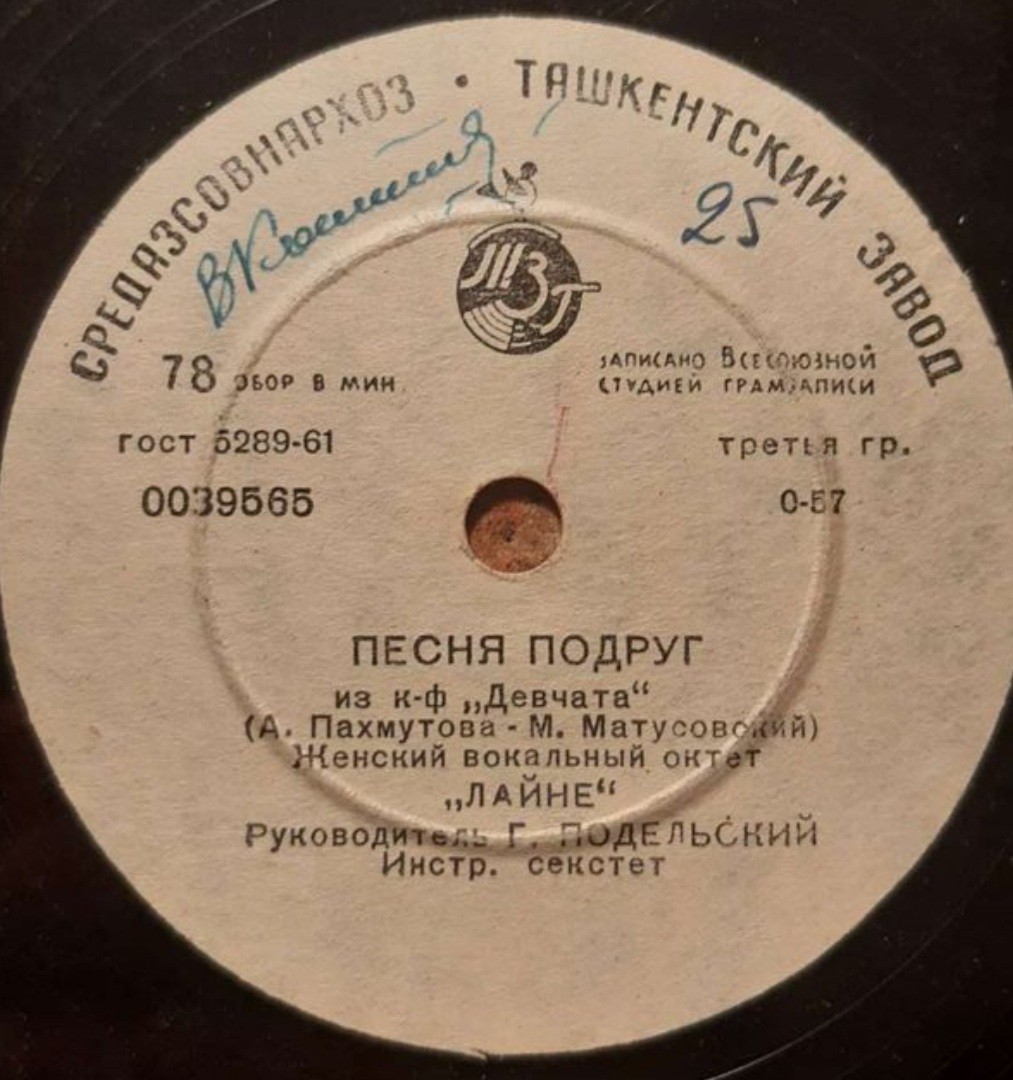 СРЕДАЗСОВНАРХОЗ • ТАШКЕНТСКИЙ ЗАВОД
25
ТЗГ
78 ОБОР В МИН.
ЗАПИСАНО ВСЕСОЮЗНОЙ
СТУДИЕЙ ГРАМЗАПИСИ
ГОСТ 5289-61
третья гр.
0039565
0-57
ПЕСНЯ ПОДРУГ
из к-ф „Девчата“
(А. Пахмутова - М. Матусовский)
Женский вокальный октет
„ЛАЙНЕ“
Руководитель Г. ПОДЕЛЬСКИЙ
Инстр. секстет